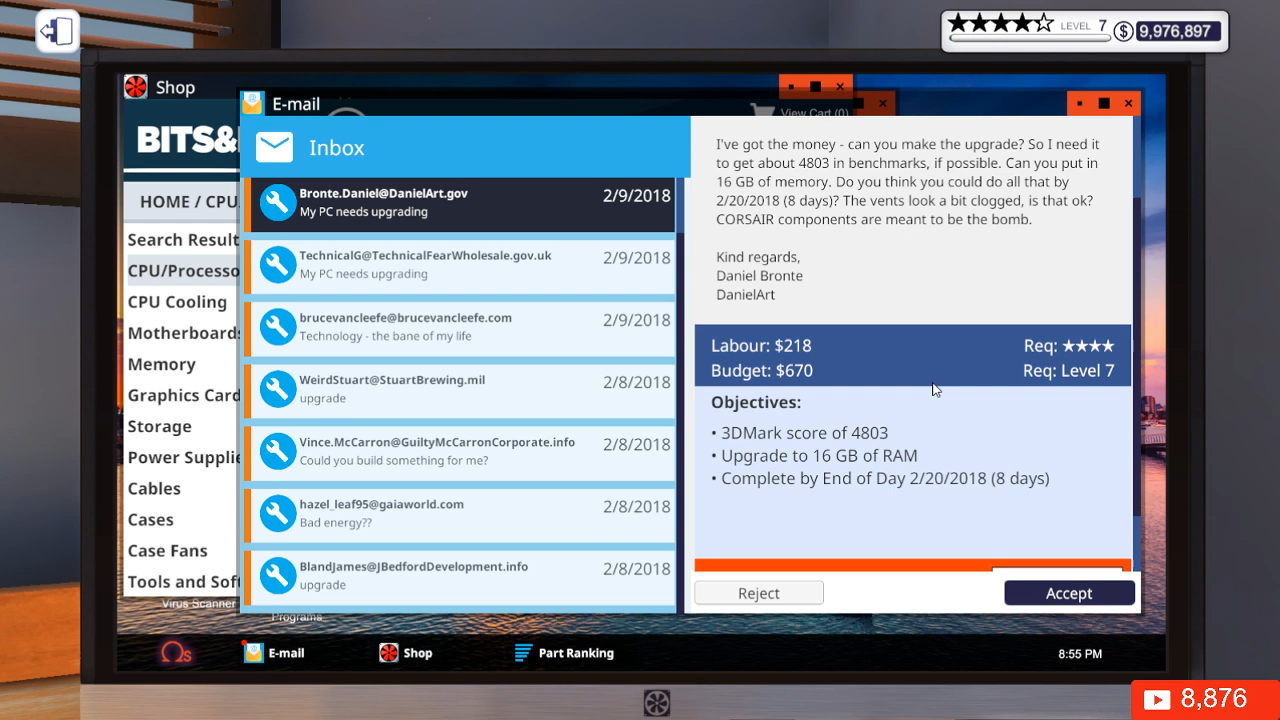 LEVEL 7
$ 9,976,897
Shop
E-mail
View Cart (0)
BITS&
Inbox
HOME / CPU
Search Result
CPU/Processo
CPU Cooling
Motherboards
Memory
Graphics Card
Storage
Power Supplie
Cables
Cases
Case Fans
Tools and Sof
Virus Scanner
Programs
Bronte.Daniel@DanielArt.gov
2/9/2018
My PC needs upgrading
TechnicalG@TechnicalFearWholesale.gov.uk
2/9/2018
My PC needs upgrading
brucevancleefe@brucevancleefe.com
2/9/2018
Technology - the bane of my life
WeirdStuart@StuartBrewing.mil
2/8/2018
upgrade
Vince.McCarron@GuiltyMcCarronCorporate.info
2/8/2018
Could you build something for me?
hazel_leaf95@gaiaworld.com
2/8/2018
Bad energy??
BlandJames@JBedfordDevelopment.info
2/8/2018
upgrade
I've got the money - can you make the upgrade? So I need it
to get about 4803 in benchmarks, if possible. Can you put in
16 GB of memory. Do you think you could do all that by
2/20/2018 (8 days)? The vents look a bit clogged, is that ok?
CORSAIR components are meant to be the bomb.
Kind regards,
Daniel Bronte
DanielArt
Labour: $218
Req: ★★★★
Budget: $670
Req: Level 7
Objectives:
• 3DMark score of 4803
• Upgrade to 16 GB of RAM
• Complete by End of Day 2/20/2018 (8 days)
Reject
Accept
Ωs
E-mail
Shop
Part Ranking
8:55 PM
8,876